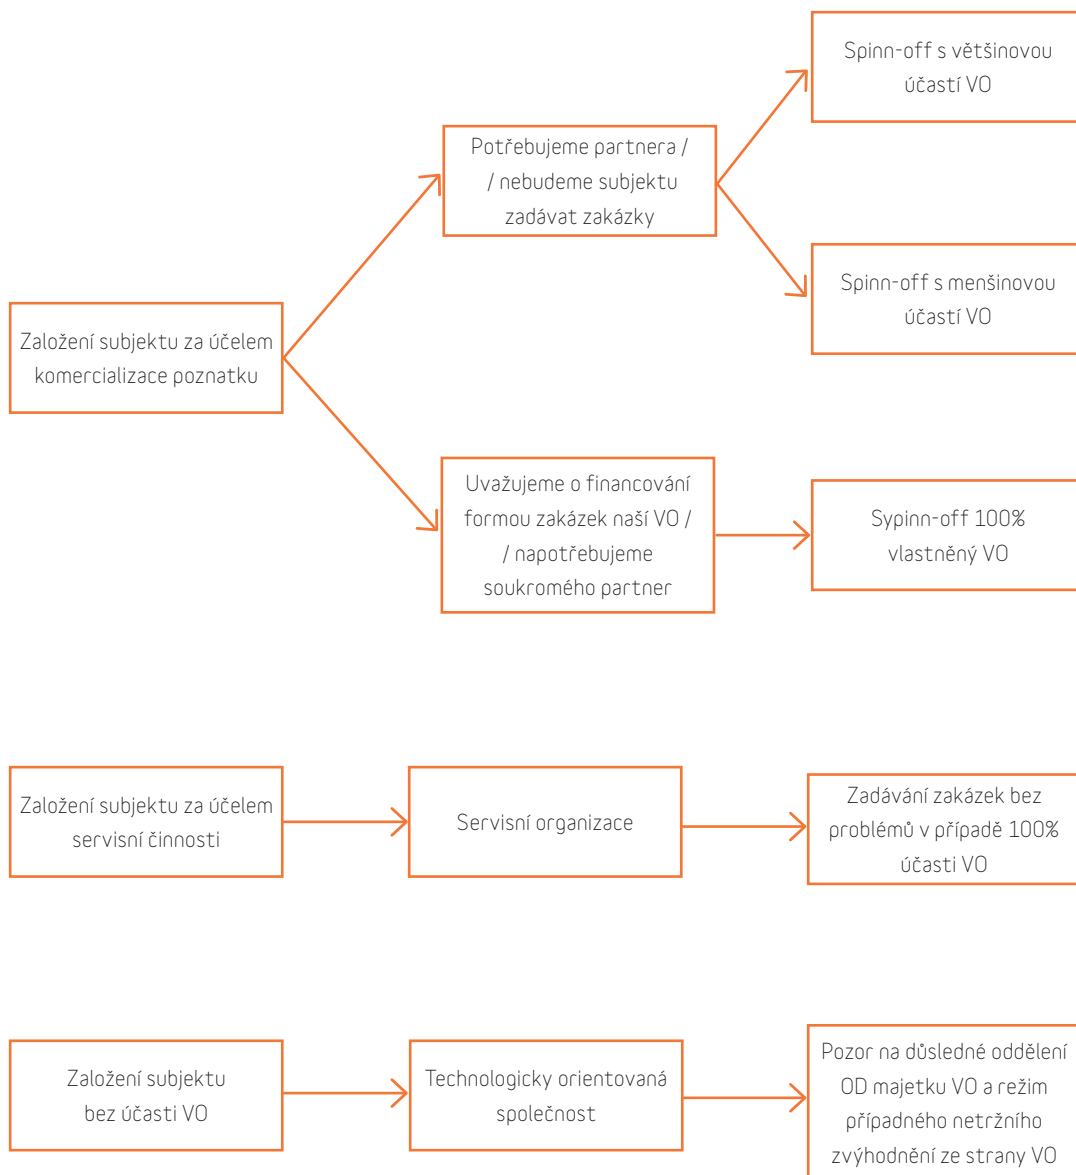 Spinn-off s většinovou
účastí VO
Potřebujeme partnera /
/ nebudeme subjektu
zadávat zakázky
Spinn-off s menšinovou
účastí VO
Založení subjektu za účelem
komercializace poznatku
Uvažujeme o financování
formou zakázek naší VO /
/ napotřebujeme
soukromého partner
Sypinn-off 100%
vlastněný VO
Založení subjektu za účelem
servisní činnosti
Servisní organizace
Zadávání zakázek bez
problémů v případě 100%
účasti VO
Založení subjektu
bez účasti VO
Technologicky orientovaná
společnost
Pozor na důsledné oddělení
OD majetku VO a režim
případného netržního
zvýhodnění ze strany VO